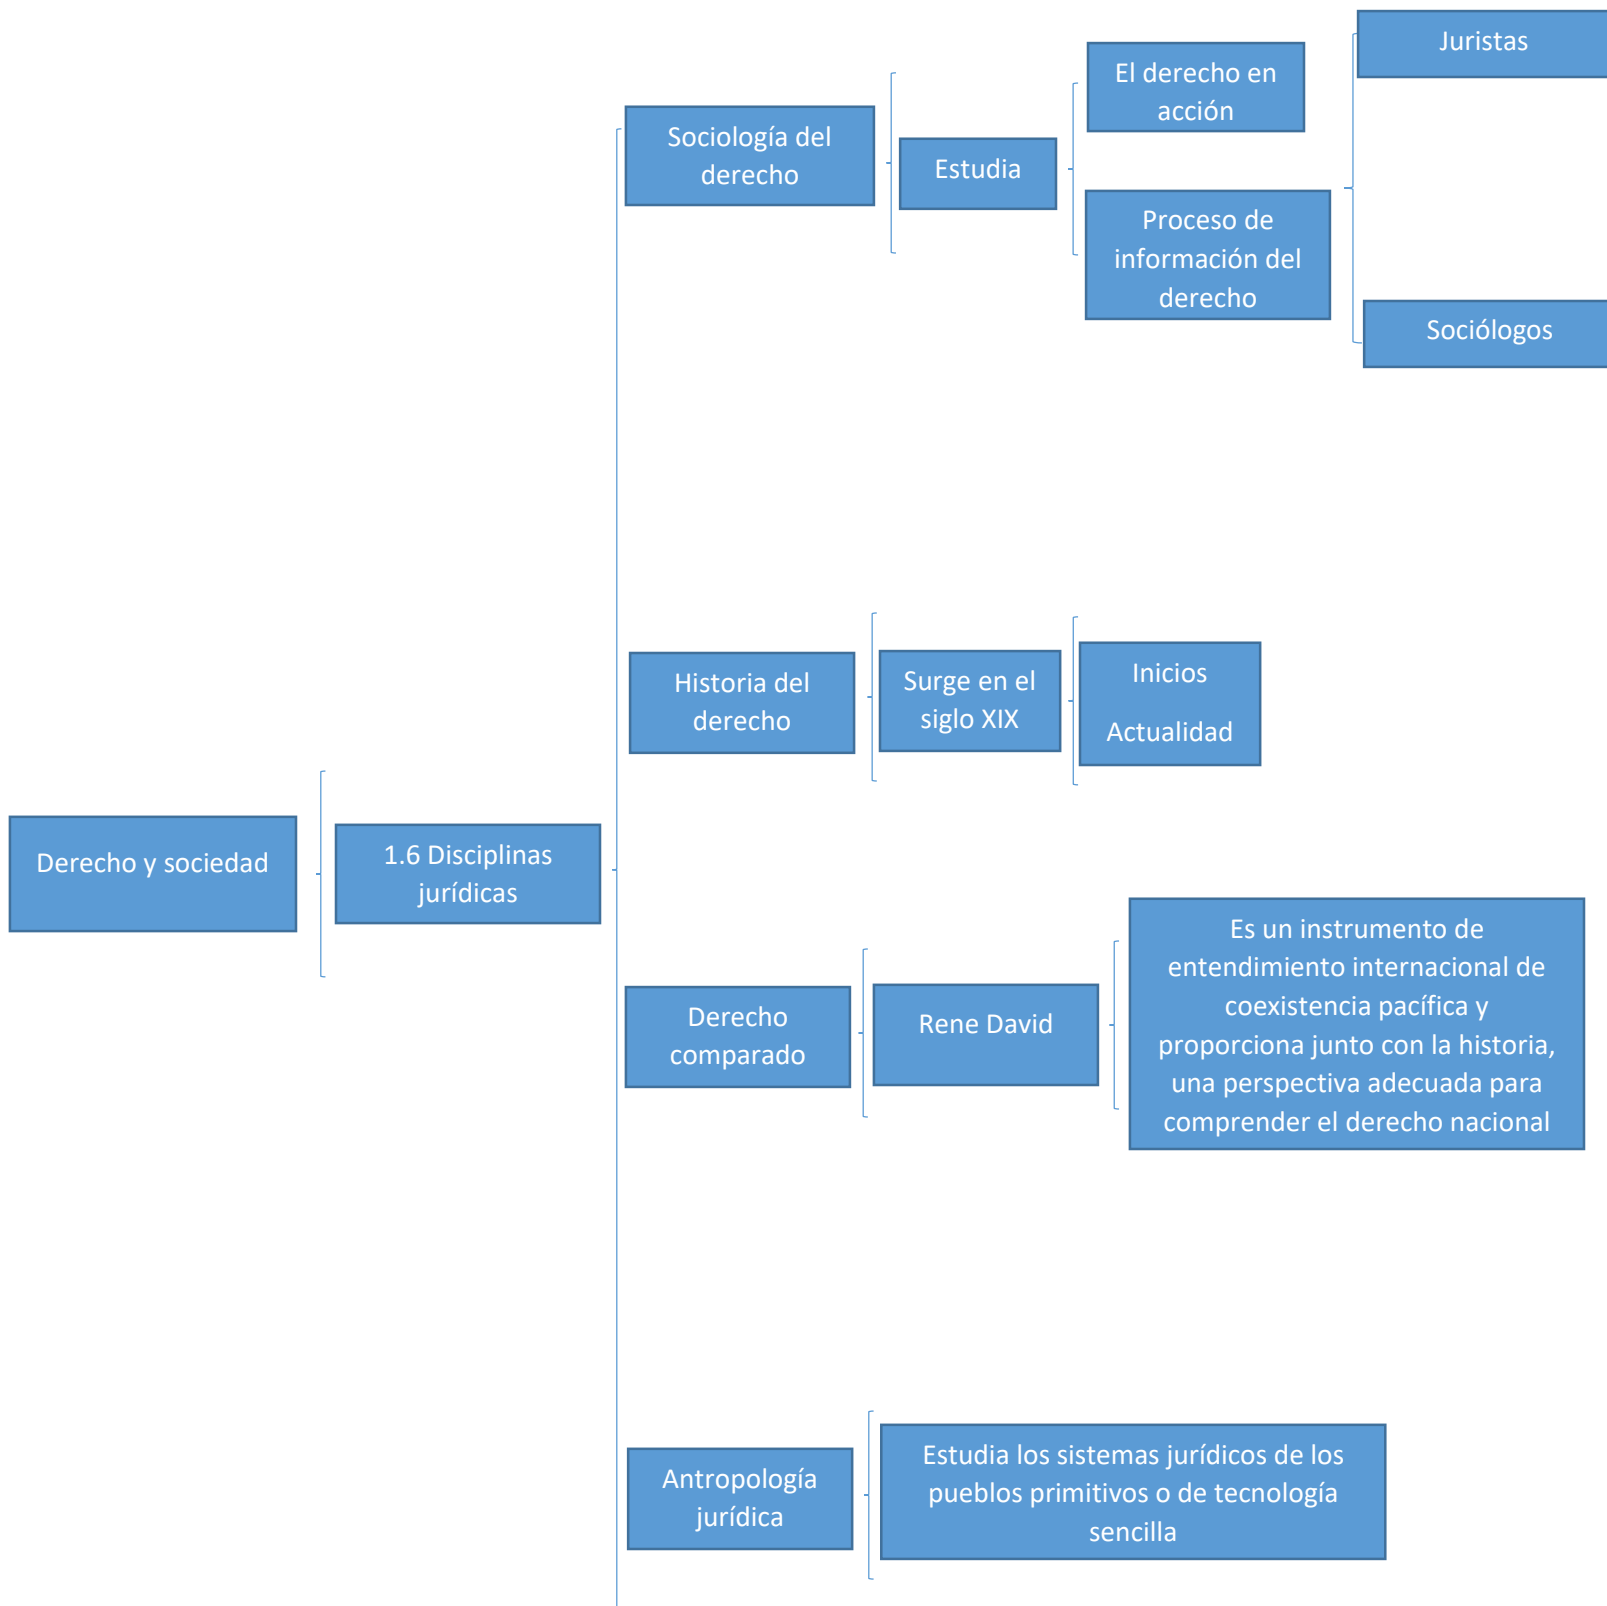 Derecho y sociedad
1.6 Disciplinas
jurídicas
Sociología del
derecho
Estudia
El derecho en
acción
Proceso de
información del
derecho
Juristas
Sociólogos
Historia del
derecho
Surge en el
siglo XIX
Inicios
Actualidad
Derecho
comparado
Rene David
Es un instrumento de
entendimiento internacional de
coexistencia pacífica y
proporciona junto con la historia,
una perspectiva adecuada para
comprender el derecho nacional
Antropología
jurídica
Estudia los sistemas jurídicos de los
pueblos primitivos o de tecnología
sencilla